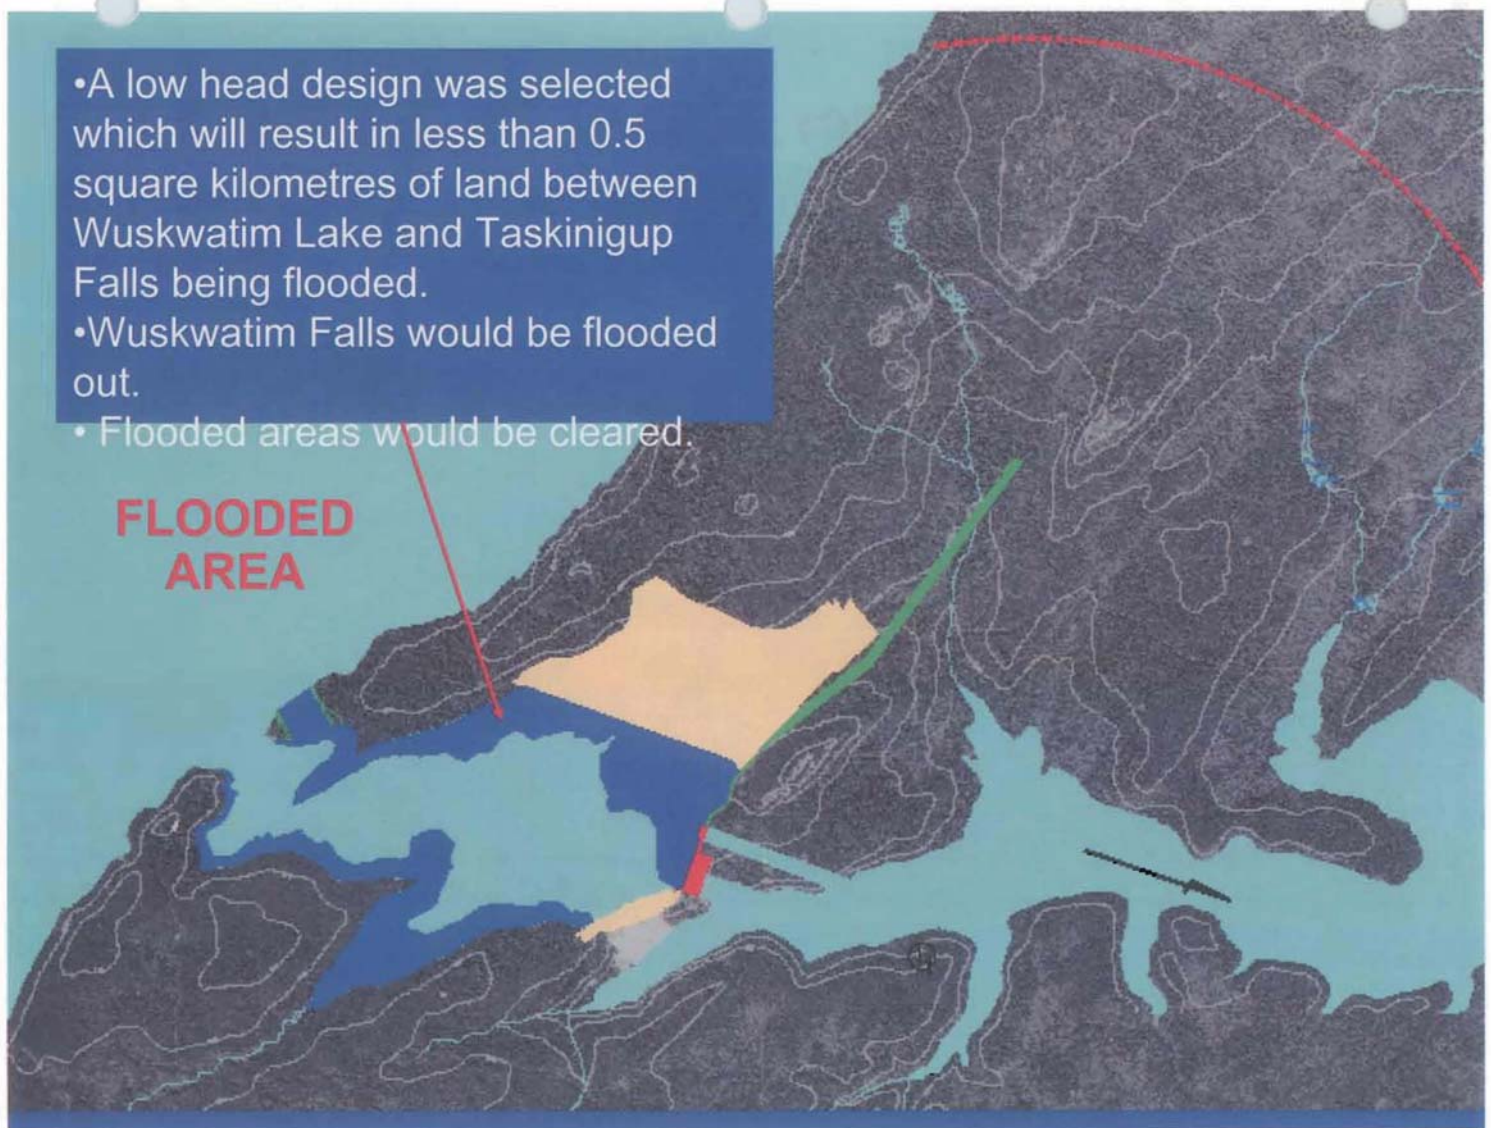 •A low head design was selected
which will result in less than 0.5
square kilometres of land between
Wuskwatim Lake and Taskinigup
Falls being flooded.
•Wuskwatim Falls would be flooded
out.
• Flooded areas would be cleared.
FLOODED
AREA